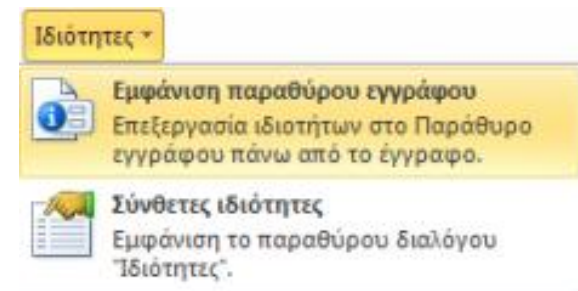 Ιδιότητες
Εμφάνιση παραθύρου εγγράφου
Επεξεργασία ιδιοτήτων στο Παράθυρο
εγγράφου πάνω από το έγγραφο.
Σύνθετες ιδιότητες
Εμφάνιση το παραθύρου διαλόγου
"Ιδιότητες".